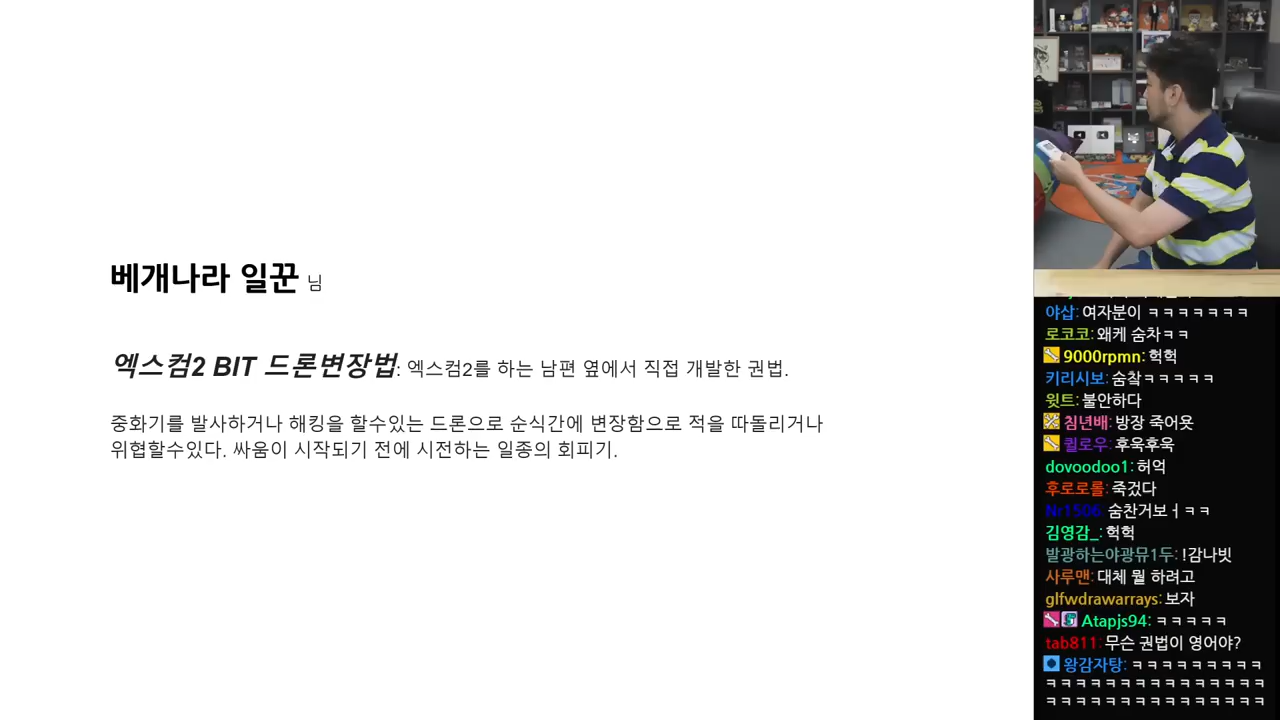 베개나라 일꾼 님
엑스컴2 BIT 드론변장법: 엑스컴2를 하는 남편 옆에서 직접 개발한 권법.
중화기를 발사하거나 해킹을 할수있는 드론으로 순식간에 변장함으로 적을 따돌리거나
위협할수있다. 싸움이 시작되기 전에 시전하는 일종의 회피기.
야삽: 여자분이 ㅋㅋㅋㅋㅋㅋㅋ
로코코: 왜케 숨차ㅋㅋ
9000rpmn: 헉헉
키리시보: 숨찼ㅋㅋㅋㅋㅋ
윗트: 불안하다
침년배: 방장 죽어욧
퀼로우: 후욱후욱
dovoodoo1: 허억
후로로롤: 죽겄다
Nr1506: 숨찬거보ㅓㅋㅋ
김영감_: 헉헉
발광하는야광뮤1두: !감나빗
사루맨: 대체 뭘 하려고
glfwdrawarrays: 보자
Atapjs94: ㅋㅋㅋㅋㅋ
tab811: 무슨 권법이 영어야?
왕감자탕: ㅋㅋㅋㅋㅋㅋㅋㅋㅋ
ㅋㅋㅋㅋㅋㅋㅋㅋㅋㅋㅋㅋㅋㅋㅋ
ㅋㅋㅋㅋㅋㅋㅋㅋㅋㅋㅋㅋㅋㅋㅋ